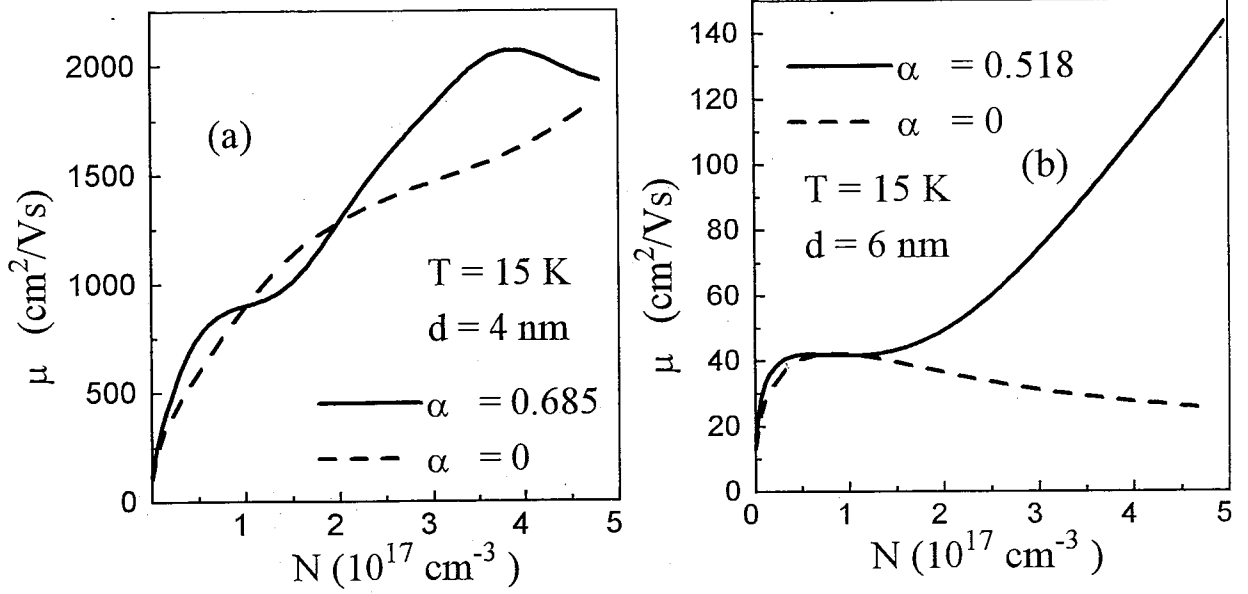 2000
1500
1000
500
0
μ (cm²/Vs)
(a)
T = 15 K
d = 4 nm
α = 0.685
α = 0
1 2 3 4 5
N (10¹⁷ cm⁻³ )
140
120
100
80
60
40
20
0
μ (cm²/Vs)
α = 0.518
α = 0
(b)
T = 15 K
d = 6 nm
0 1 2 3 4 5
N (10¹⁷ cm⁻³ )